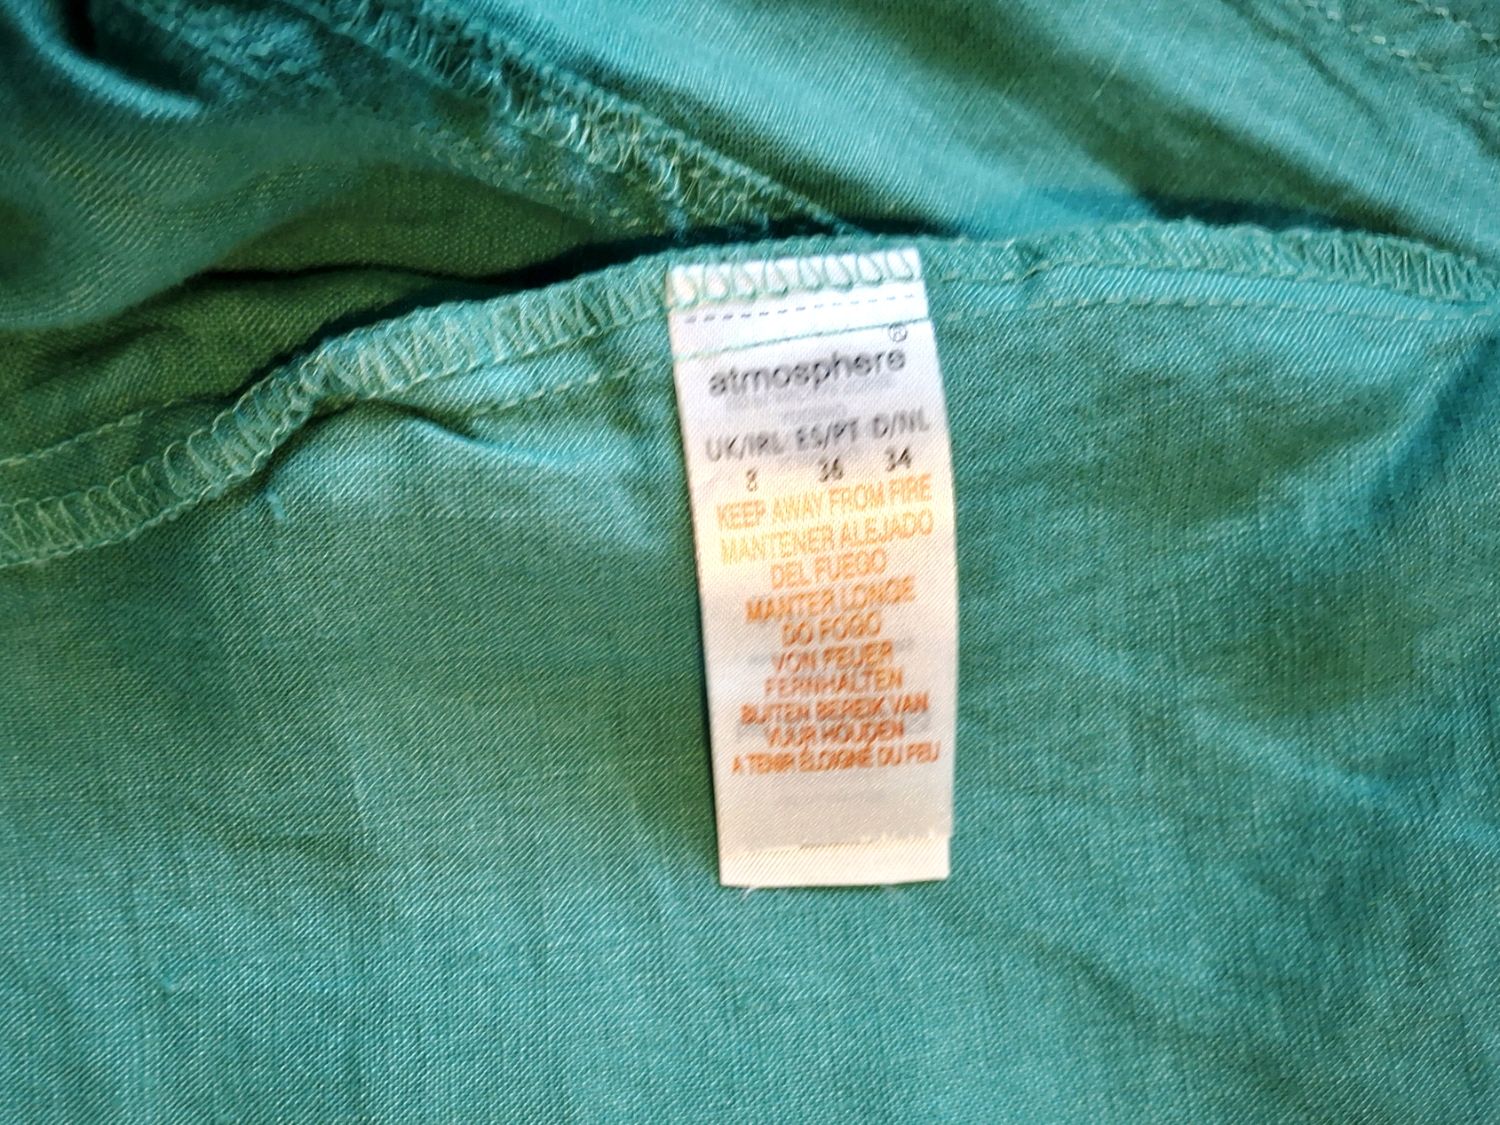 atmosphere®
UK/IRL ES/PT D/NL
8 36 34
KEEP AWAY FROM FIRE
MANTENER ALEJADO
DEL FUEGO
MANTER LONGE
DO FOGO
VON FEUER
FERNHALTEN
BUITEN BEREIK VAN
VUUR HOUDEN
A TENIR ÉLOIGNÉ DU FEU